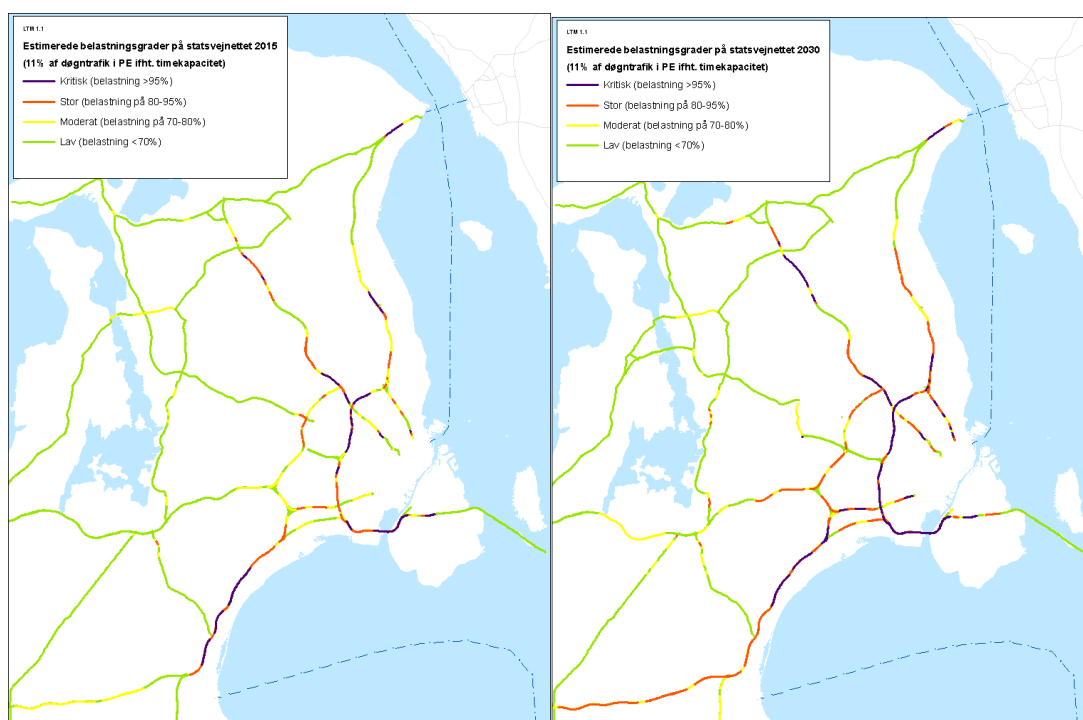 LTM 1.1
Estimerede belastningsgrader på statsvejnettet 2015
(11% af døgntrafik i PE ifht. timekapacitet)
Kritisk (belastning >95%)
Stor (belastning på 80-95%)
Moderat (belastning på 70-80%)
Lav (belastning <70%)
LTM 1.1
Estimerede belastningsgrader på statsvejnettet 2030
(11% af døgntrafik i PE ifht. timekapacitet)
Kritisk (belastning >95%)
Stor (belastning på 80-95%)
Moderat (belastning på 70-80%)
Lav (belastning <70%)